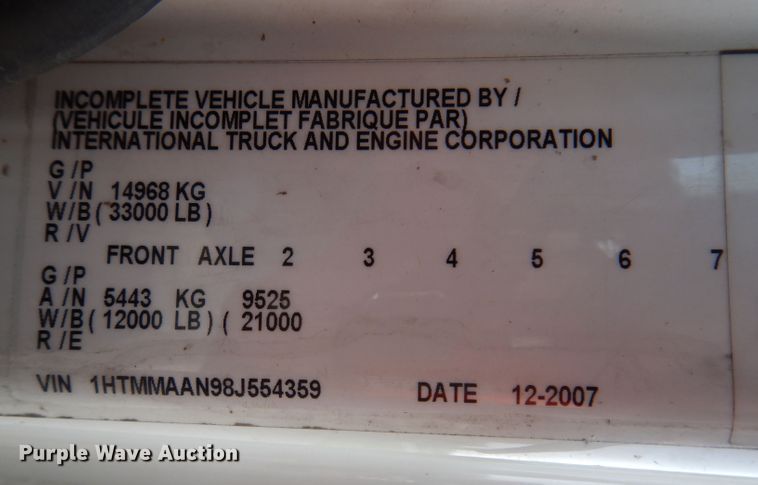 INCOMPLETE VEHICLE MANUFACTURED BY /
(VEHICULE INCOMPLET FABRIQUE PAR)
INTERNATIONAL TRUCK AND ENGINE CORPORATION
G /P
V /N 14968 KG
W/B ( 33000 LB )
R /V
FRONT AXLE 2 3 4 5 6 7
G /P
A /N 5443 KG 9525
W/B ( 12000 LB ) ( 21000
R /E
VIN 1HTMMAAN98J554359 DATE 12-2007
Purple Wave Auction